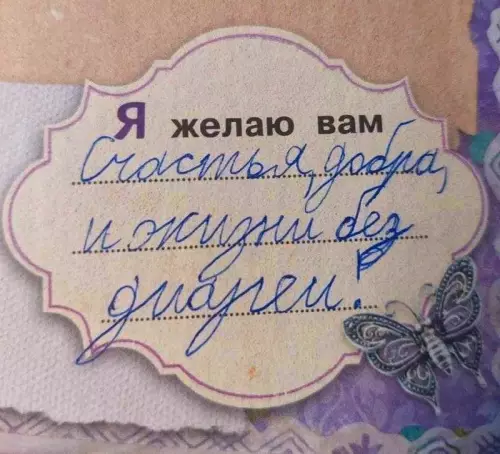 Я желаю вам
Счастья, добра,
и жизни без
диареи!